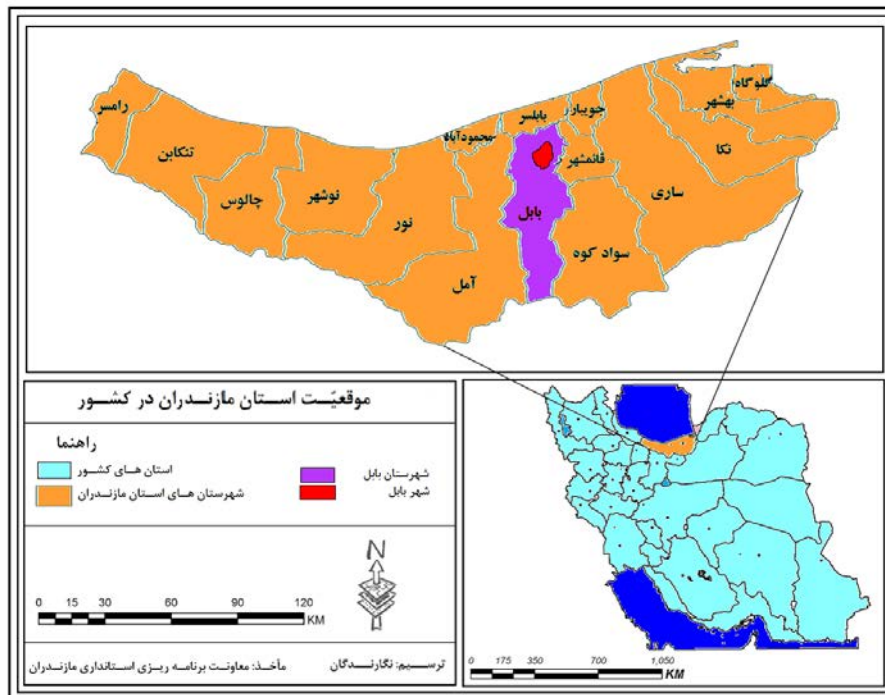 گلوگاه
بهشهر
نکا
جویبار
بابلسر
محمودآباد
قائمشهر
ساری
رامسر
تنکابن
چالوس
نوشهر
نور
آمل
بابل
سواد کوه
موقعیّت استان مازندران در کشور
راهنما
استان های کشور
شهرستان های استان مازندران
شهرستان بابل
شهر بابل
N
0 15 30 60 90 120
KM
ترسیم: نگارندگان
مأخذ: معاونت برنامه ریزی استانداری مازندران
0 175 350 700 1,050
KM